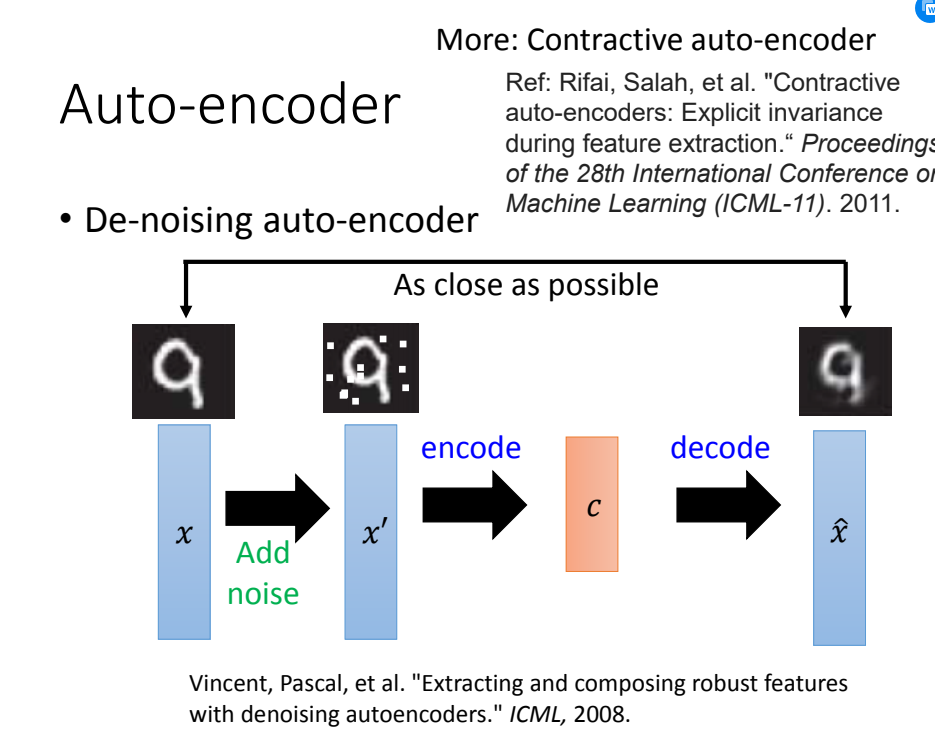 More: Contractive auto-encoder
Auto-encoder
Ref: Rifai, Salah, et al. "Contractive
auto-encoders: Explicit invariance
during feature extraction.“ Proceedings
of the 28th International Conference on
Machine Learning (ICML-11). 2011.
• De-noising auto-encoder
As close as possible
encode
decode
x
x′
c
x̂
Add
noise
Vincent, Pascal, et al. "Extracting and composing robust features
with denoising autoencoders." ICML, 2008.